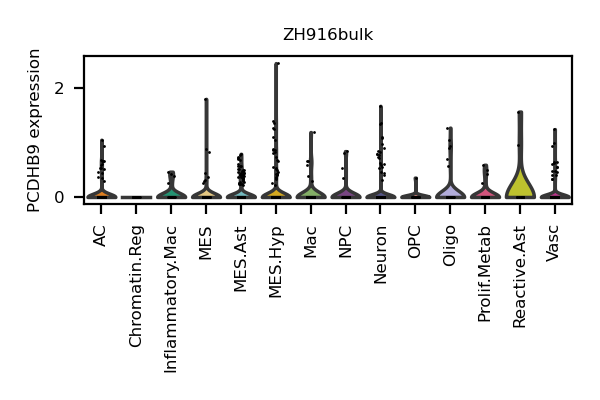 ZH916bulk
PCDHB9 expression
2
0
AC
Chromatin.Reg
Inflammatory.Mac
MES
MES.Ast
MES.Hyp
Mac
NPC
Neuron
OPC
Oligo
Prolif.Metab
Reactive.Ast
Vasc